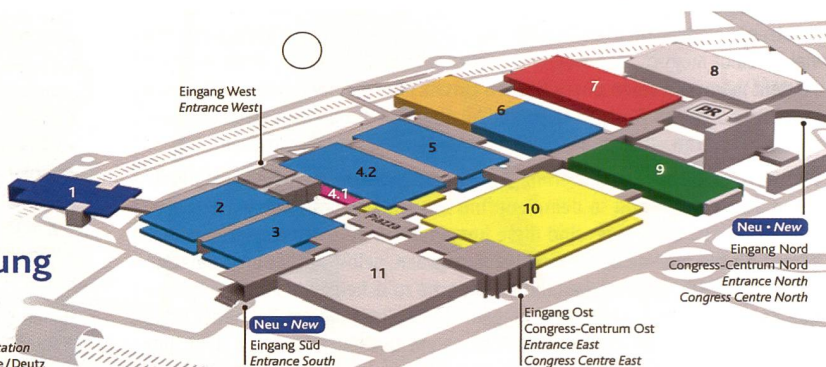 Eingang West
Entrance West
1
2
3
4.1
4.2
5
6
7
8
9
10
11
PR
Piazza
ung
Neu • New
Eingang Nord
Congress-Centrum Nord
Entrance North
Congress Centre North
Neu • New
Eingang Süd
Entrance South
Eingang Ost
Congress-Centrum Ost
Entrance East
Congress Centre East
tation
e/Deutz